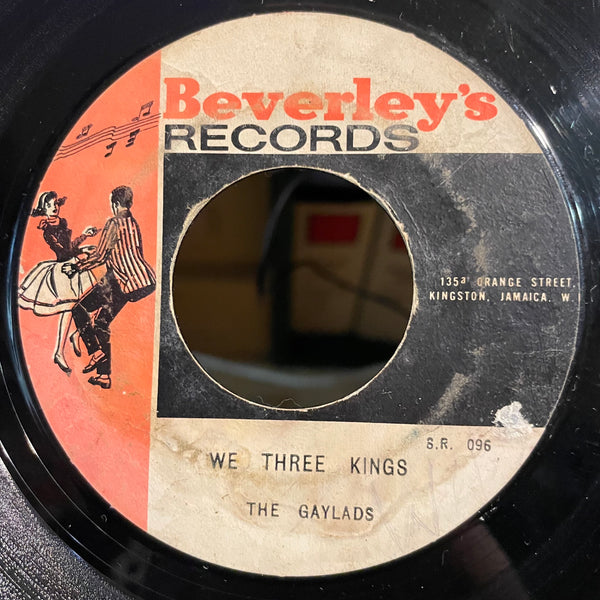 Beverley's
RECORDS
135a ORANGE STREET,
KINGSTON, JAMAICA, W.I
S.R. 096
WE THREE KINGS
THE GAYLADS